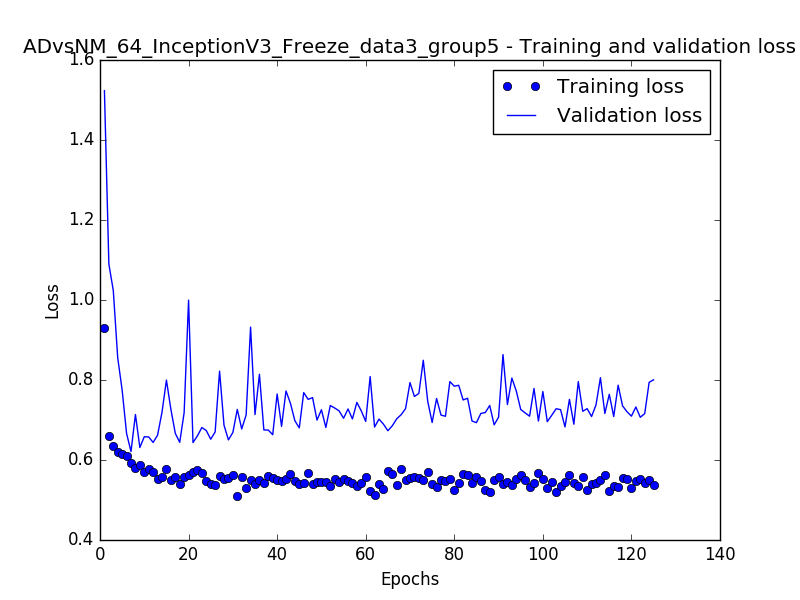 ADvsNM_64_InceptionV3_Freeze_data3_group5 - Training and validation loss
1.6
Training loss
Validation loss
1.4
1.2
1.0
0.8
0.6
0.4
Loss
0 20 40 60 80 100 120 140
Epochs